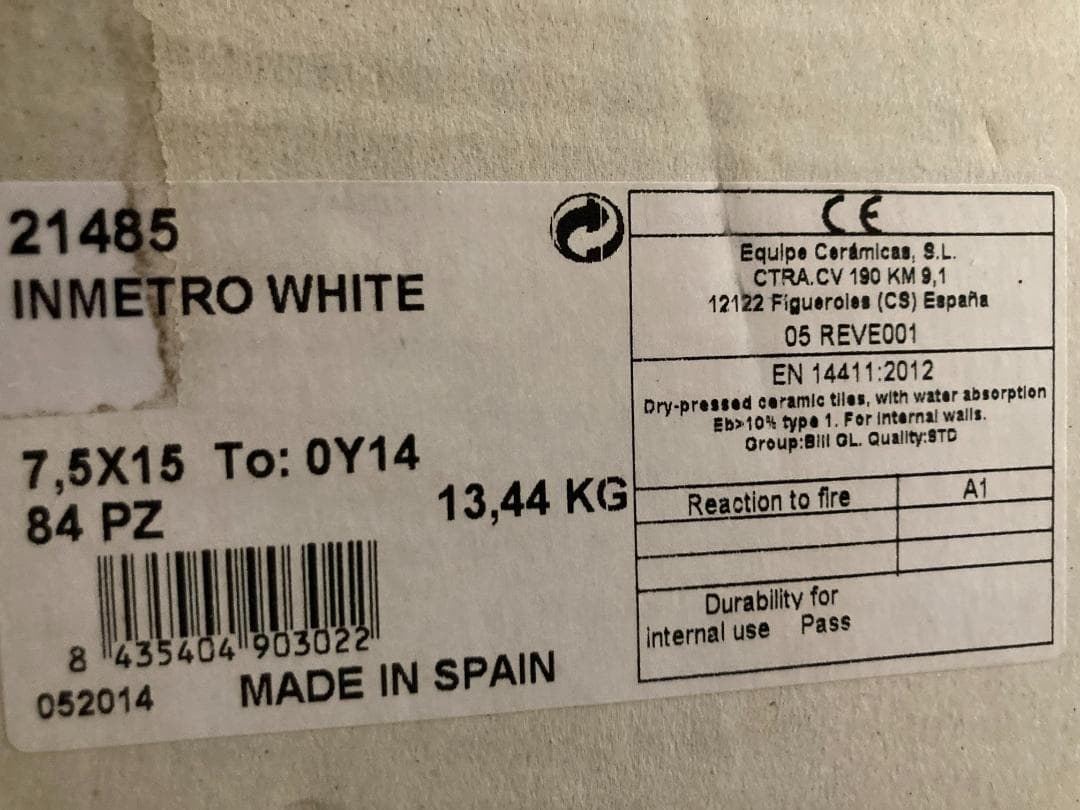 21485
INMETRO WHITE
7,5X15 To: 0Y14
84 PZ
13,44 KG
8 435404 903022
052014
MADE IN SPAIN
CE
Equipe Cerámicas, S.L.
CTRA.CV 190 KM 9,1
12122 Figueroles (CS) España
05 REVE001
EN 14411:2012
Dry-pressed ceramic tiles, with water absorption
Eb>10% type 1. For internal walls.
Group:BIII GL. Quality:STD
Reaction to fire A1
Durability for
internal use Pass